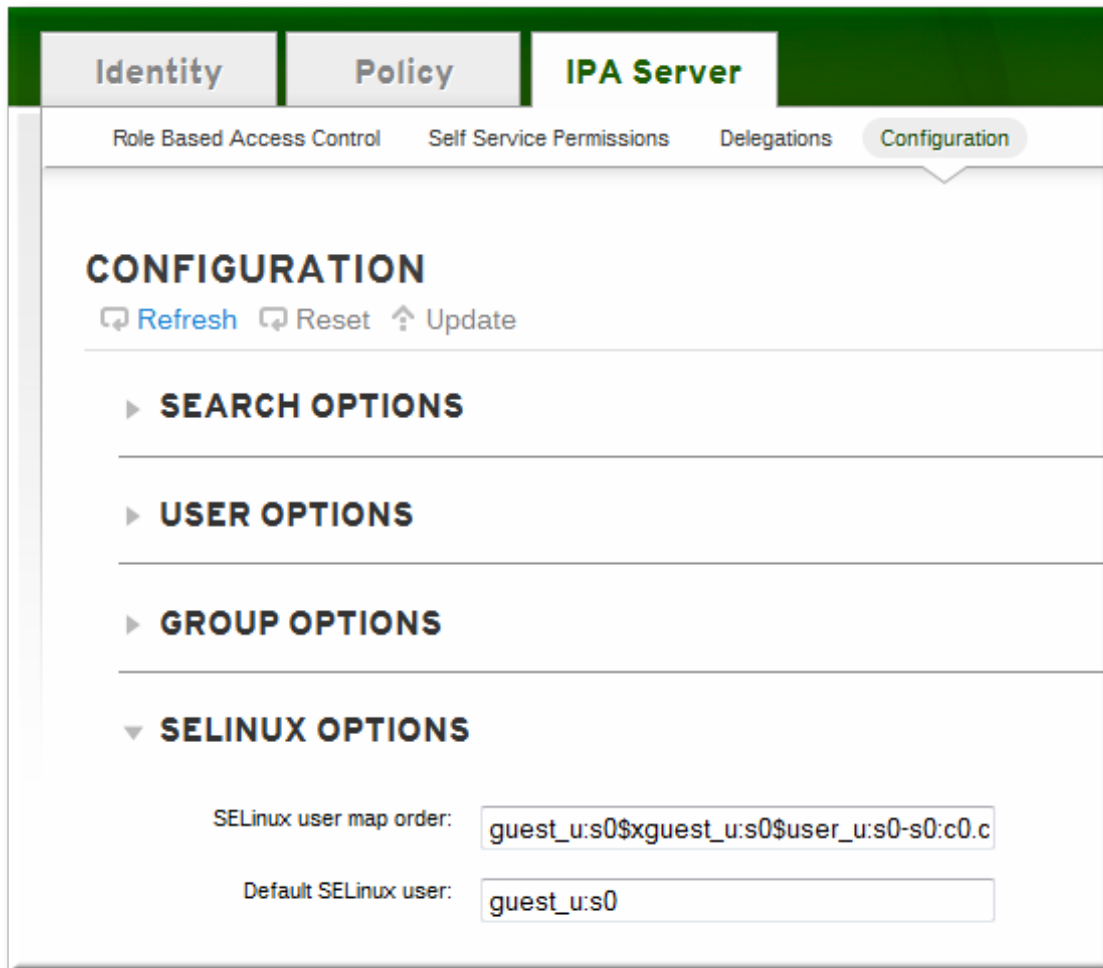 Identity Policy IPA Server
Role Based Access Control Self Service Permissions Delegations Configuration
CONFIGURATION
Refresh Reset Update
SEARCH OPTIONS
USER OPTIONS
GROUP OPTIONS
SELINUX OPTIONS
SELinux user map order: guest_u:s0$xguest_u:s0$user_u:s0-s0:c0.c
Default SELinux user: guest_u:s0